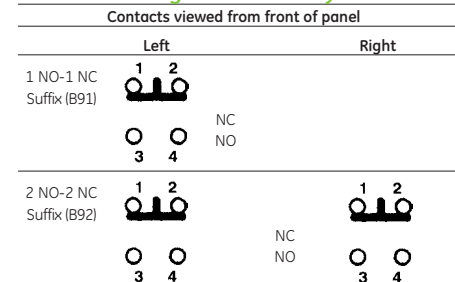 Contacts viewed from front of panel
Left Right
1 NO-1 NC
Suffix (B91)
1 2
NC
NO
3 4
2 NO-2 NC
Suffix (B92)
1 2 1 2
NC
NO
3 4 3 4